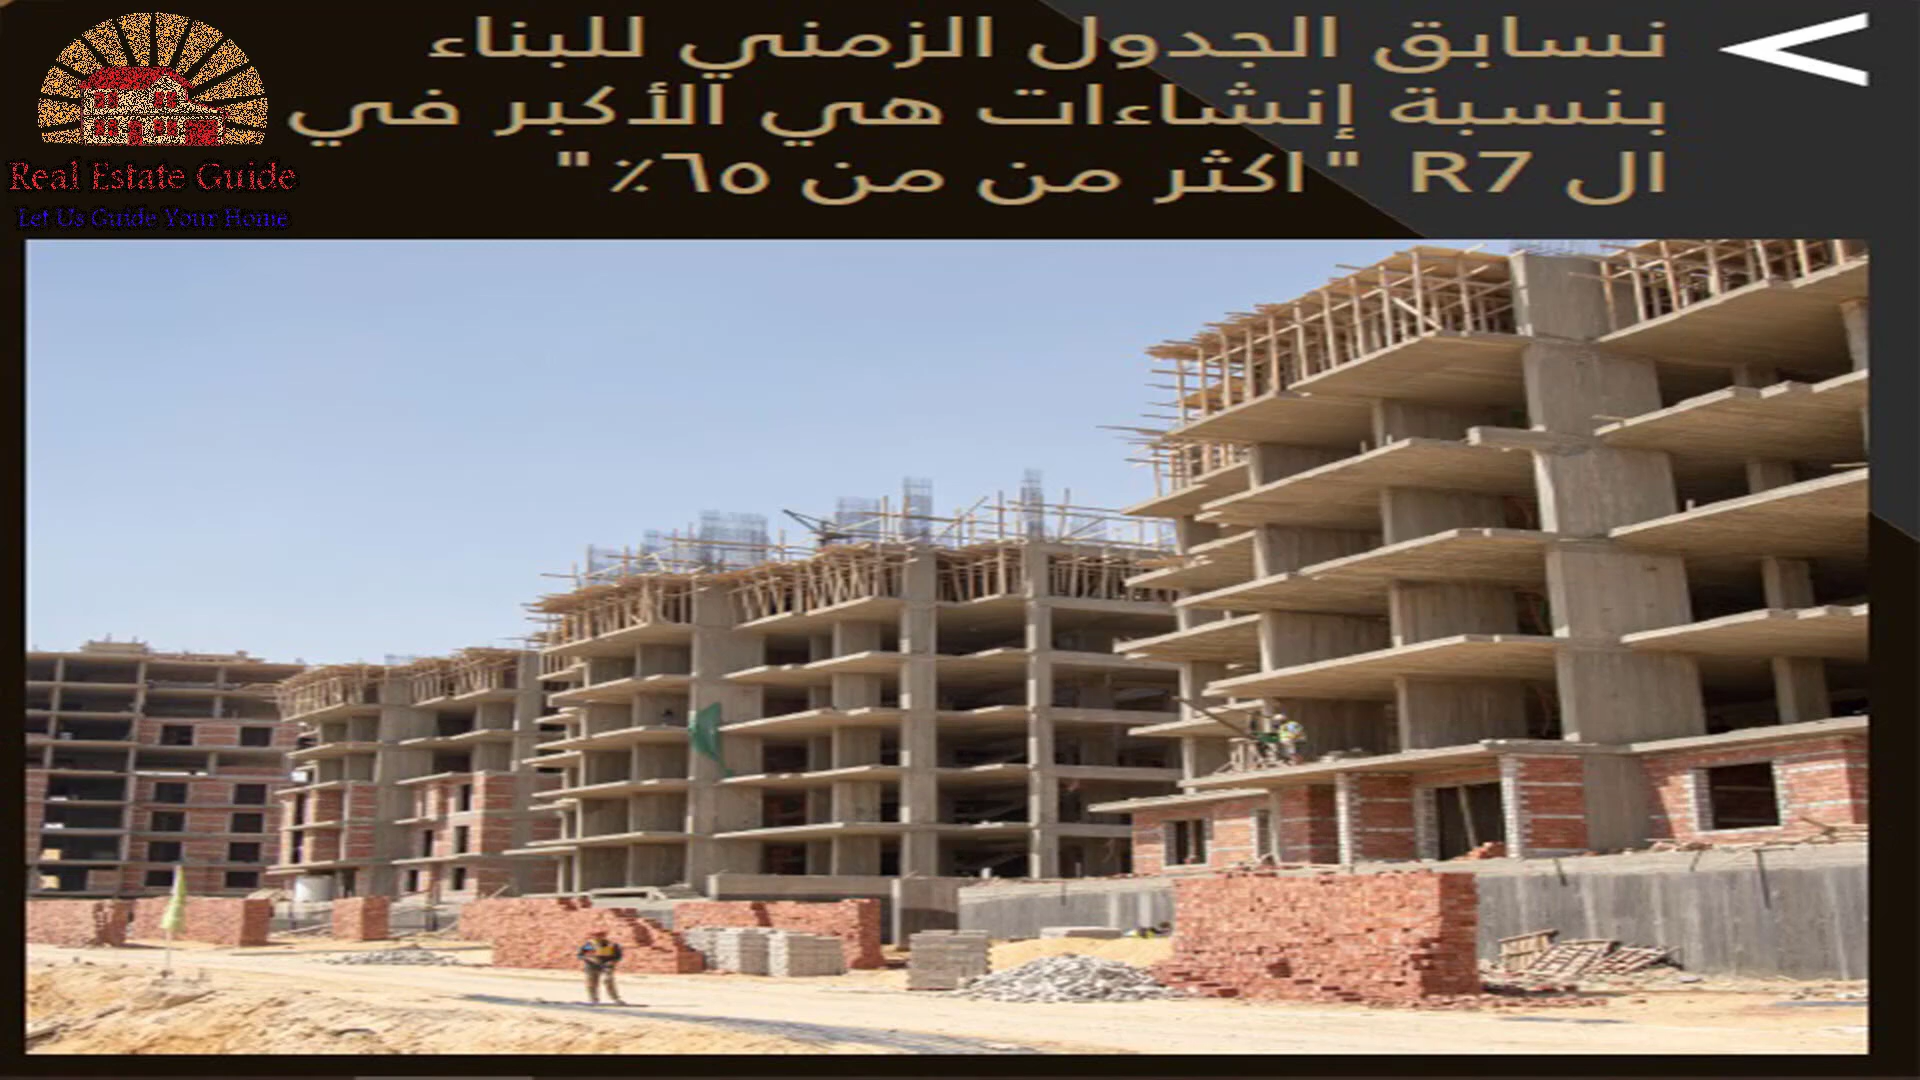 نسابق الجدول الزمني للبناء
بنسبة إنشاءات هي الأكبر في
ال R7 "اكثر من من ٦٥٪"
Real Estate Guide
Let Us Guide Your Home